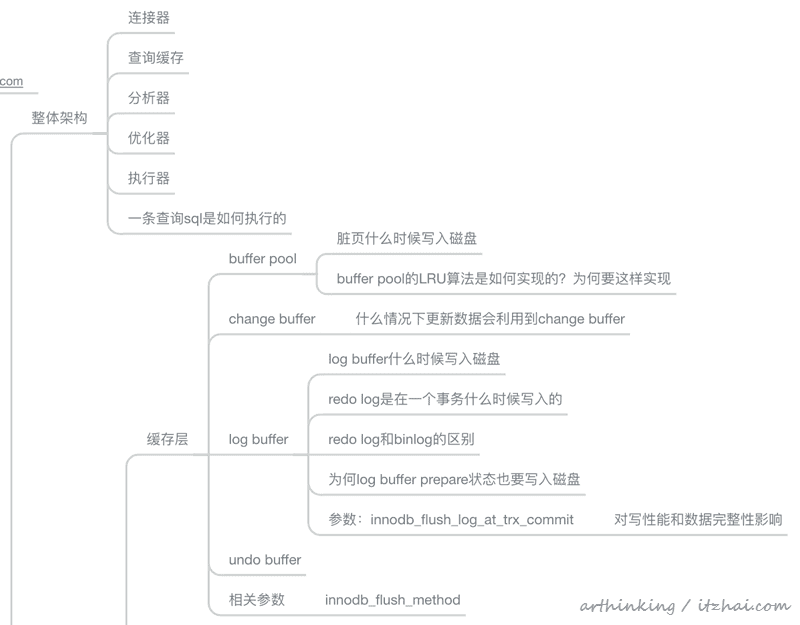 连接器
查询缓存
com
分析器
整体架构
优化器
执行器
一条查询sql是如何执行的
脏页什么时候写入磁盘
buffer pool
buffer pool的LRU算法是如何实现的？为何要这样实现
change buffer 什么情况下更新数据会利用到change buffer
log buffer什么时候写入磁盘
redo log是在一个事务什么时候写入的
缓存层
log buffer
redo log和binlog的区别
为何log buffer prepare状态也要写入磁盘
参数：innodb_flush_log_at_trx_commit 对写性能和数据完整性影响
undo buffer
相关参数 innodb_flush_method
arthinking / itzhai.com